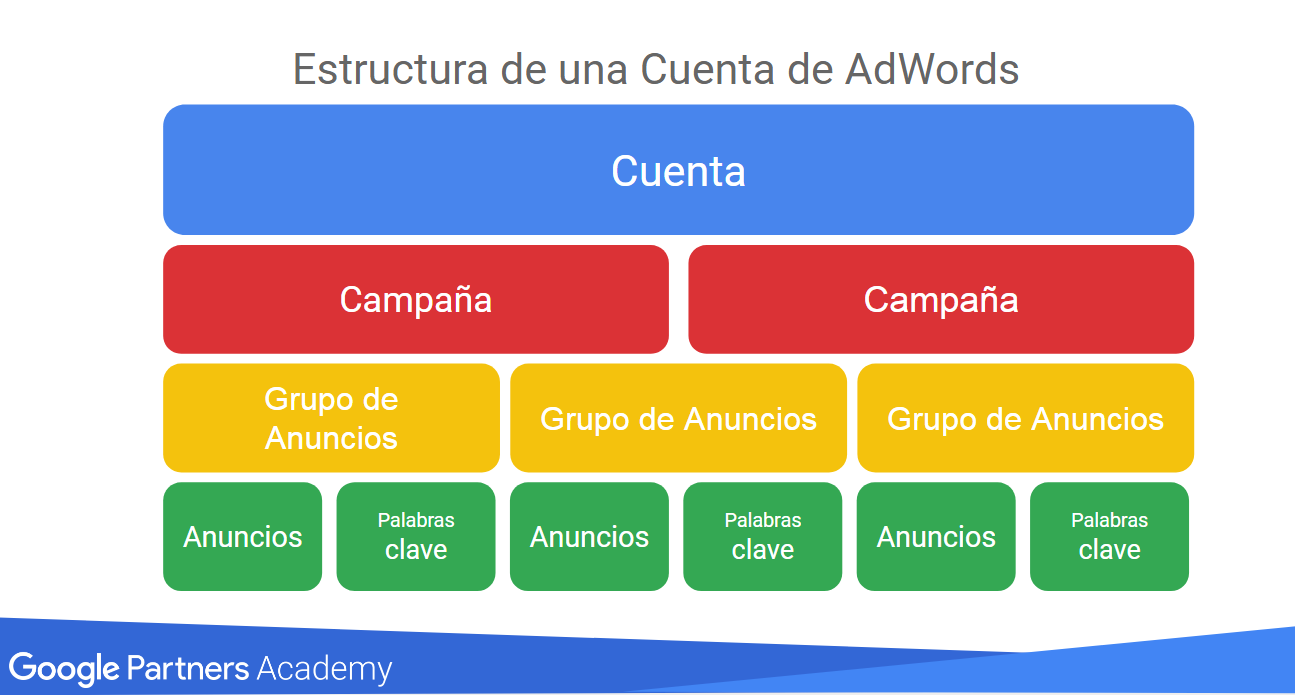 Estructura de una Cuenta de AdWords
Cuenta
Campaña
Campaña
Grupo de
Anuncios
Grupo de Anuncios
Grupo de Anuncios
Anuncios
Palabras
clave
Anuncios
Palabras
clave
Anuncios
Palabras
clave
Google Partners Academy